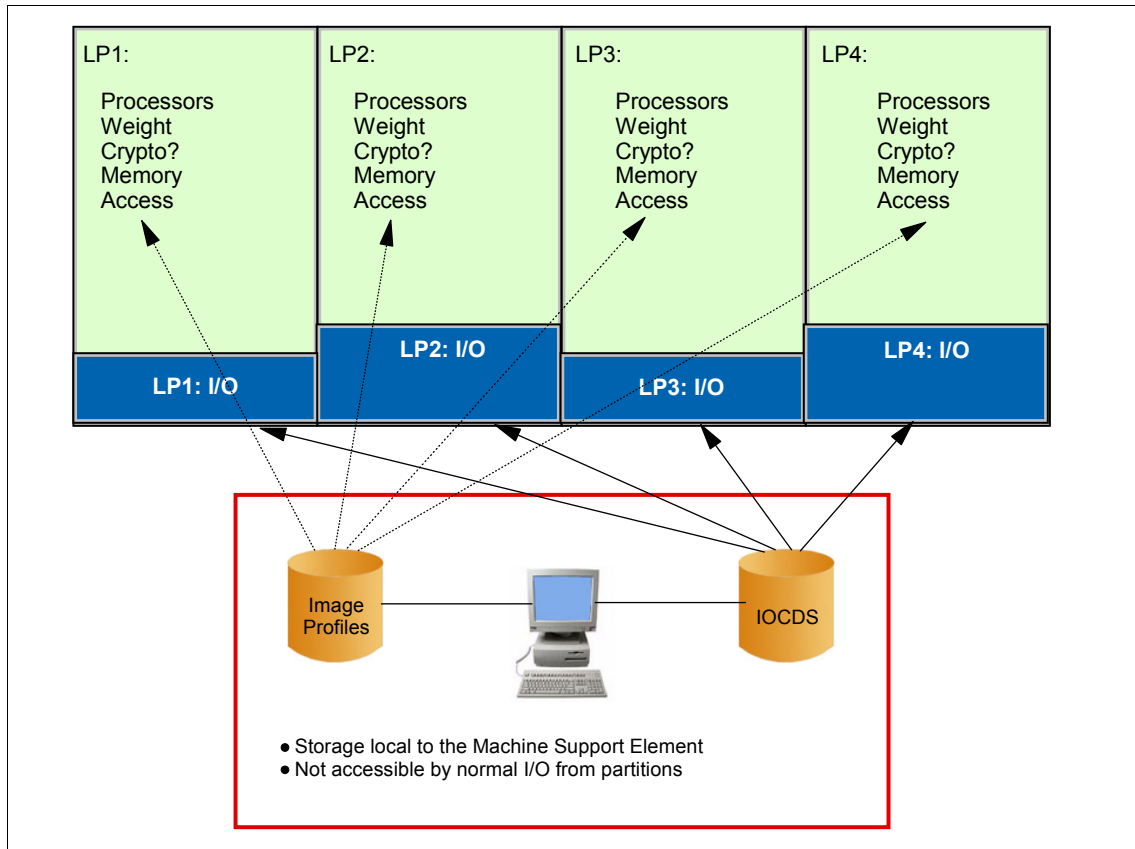 LP1:
Processors
Weight
Crypto?
Memory
Access
LP2:
Processors
Weight
Crypto?
Memory
Access
LP3:
Processors
Weight
Crypto?
Memory
Access
LP4:
Processors
Weight
Crypto?
Memory
Access
LP1: I/O
LP2: I/O
LP3: I/O
LP4: I/O
Image
Profiles
IOCDS
● Storage local to the Machine Support Element
● Not accessible by normal I/O from partitions